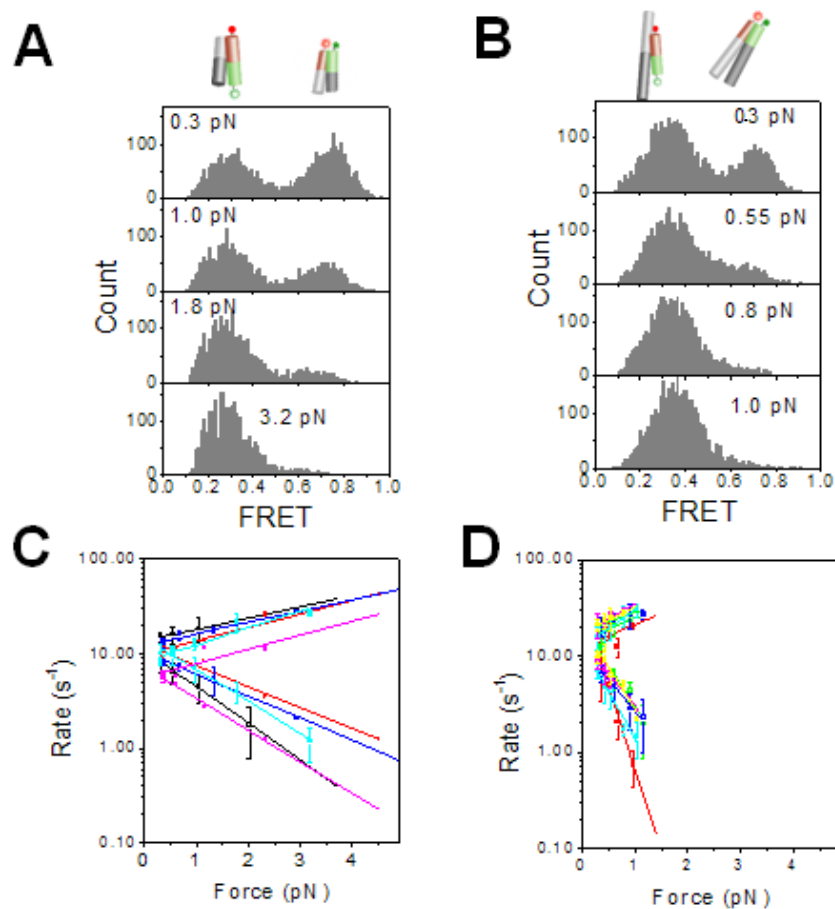 A
B
0.3 pN
100
0
1.0 pN
100
0
1.8 pN
100
0
3.2 pN
100
0
Count
0.0 0.2 0.4 0.6 0.8 1.0
FRET
0.3 pN
100
0
0.55 pN
100
0
0.8 pN
100
0
1.0 pN
100
0
Count
0.0 0.2 0.4 0.6 0.8 1.0
FRET
C
D
100.00
10.00
1.00
0.10
Rate (s⁻¹)
0 1 2 3 4
Force (pN)
100.00
10.00
1.00
0.10
Rate (s⁻¹)
0 1 2 3 4
Force (pN)